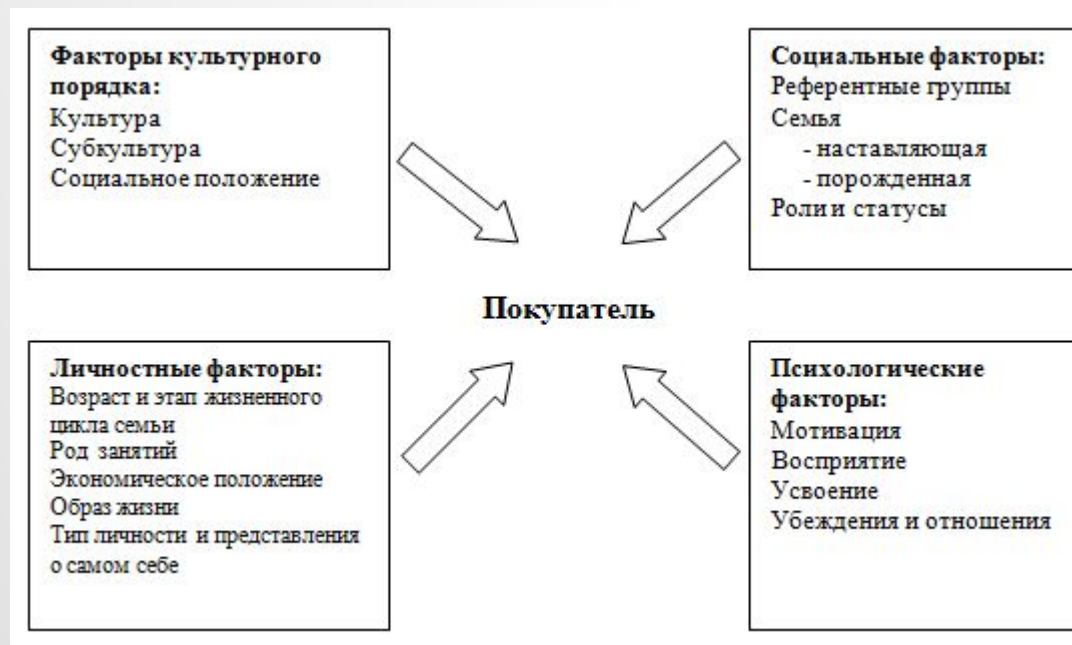 Факторы культурного
порядка:
Культура
Субкультура
Социальное положение
Социальные факторы:
Референтные группы
Семья
- наставляющая
- порожденная
Роли и статусы
Покупатель
Личностные факторы:
Возраст и этап жизненного
цикла семьи
Род занятий
Экономическое положение
Образ жизни
Тип личности и представления
о самом себе
Психологические
факторы:
Мотивация
Восприятие
Усвоение
Убеждения и отношения